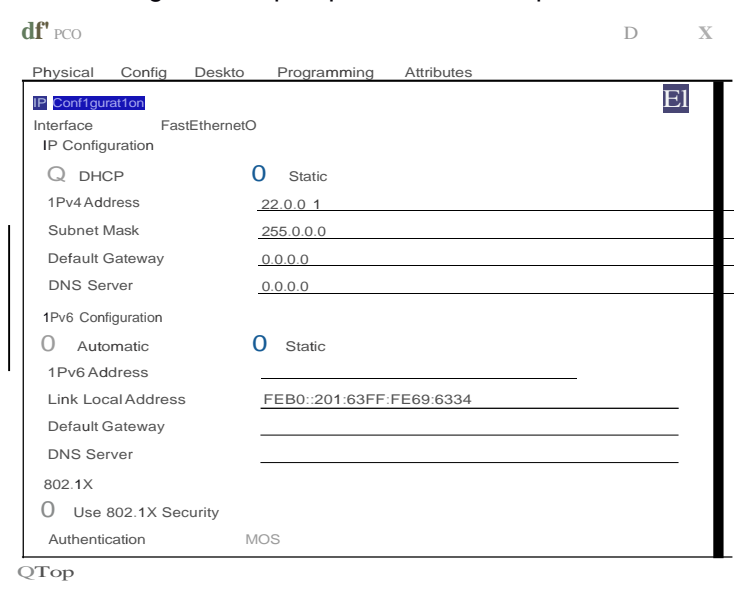 df' PCO D X
Physical Config Deskto Programming Attributes
IP Conf1gurat1on El
Interface FastEthernetO
IP Configuration
Q DHCP 0 Static
1Pv4 Address 22.0.0 1
Subnet Mask 255.0.0.0
Default Gateway 0.0.0.0
DNS Server 0.0.0.0
1Pv6 Configuration
0 Automatic 0 Static
1Pv6 Address
Link Local Address FEB0::201:63FF:FE69:6334
Default Gateway
DNS Server
802.1X
0 Use 802.1X Security
Authentication MOS
QTop